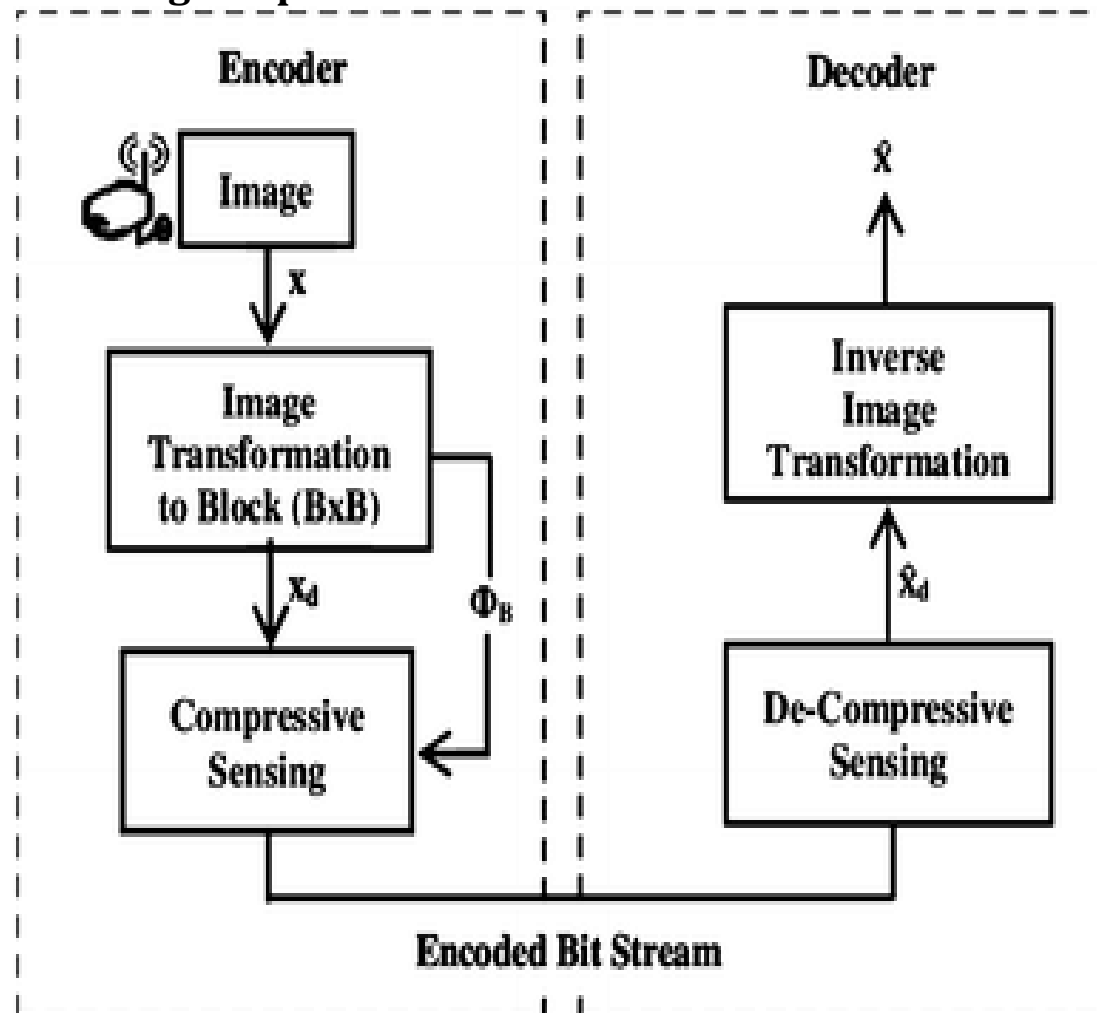 Encoder
Image
x
Image
Transformation
to Block (BxB)
x_d
Φ_B
Compressive
Sensing
Decoder
x̂
Inverse
Image
Transformation
x̂_d
De-Compressive
Sensing
Encoded Bit Stream